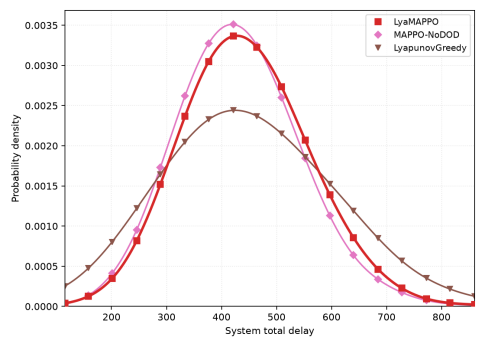 0.0035
0.0030
0.0025
0.0020
0.0015
0.0010
0.0005
0.0000
Probability density
200 300 400 500 600 700 800
System total delay
LyaMAPPO
MAPPO-NoDOD
LyapunovGreedy